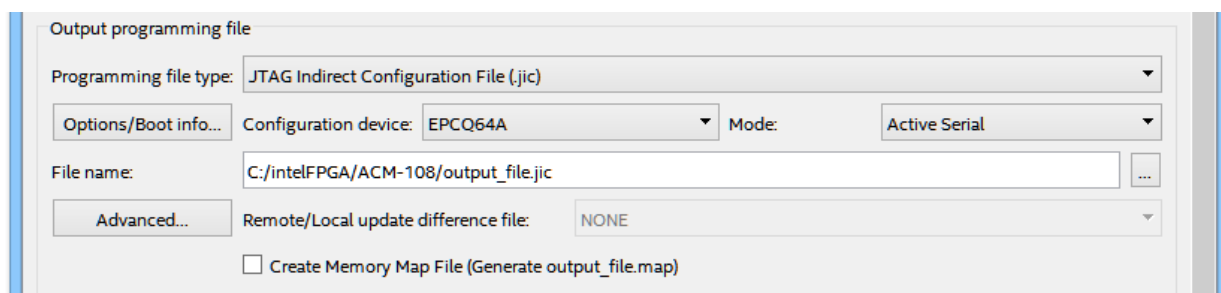 Output programming file
Programming file type: JTAG Indirect Configuration File (.jic)
Options/Boot info... Configuration device: EPCQ64A Mode: Active Serial
File name: C:/intelFPGA/ACM-108/output_file.jic ...
Advanced... Remote/Local update difference file: NONE
Create Memory Map File (Generate output_file.map)